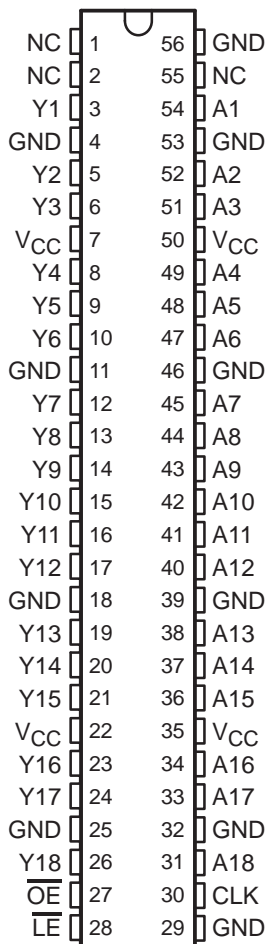 NC 1 56 GND
NC 2 55 NC
Y1 3 54 A1
GND 4 53 GND
Y2 5 52 A2
Y3 6 51 A3
VCC 7 50 VCC
Y4 8 49 A4
Y5 9 48 A5
Y6 10 47 A6
GND 11 46 GND
Y7 12 45 A7
Y8 13 44 A8
Y9 14 43 A9
Y10 15 42 A10
Y11 16 41 A11
Y12 17 40 A12
GND 18 39 GND
Y13 19 38 A13
Y14 20 37 A14
Y15 21 36 A15
VCC 22 35 VCC
Y16 23 34 A16
Y17 24 33 A17
GND 25 32 GND
Y18 26 31 A18
O̅E̅ 27 30 CLK
L̅E̅ 28 29 GND